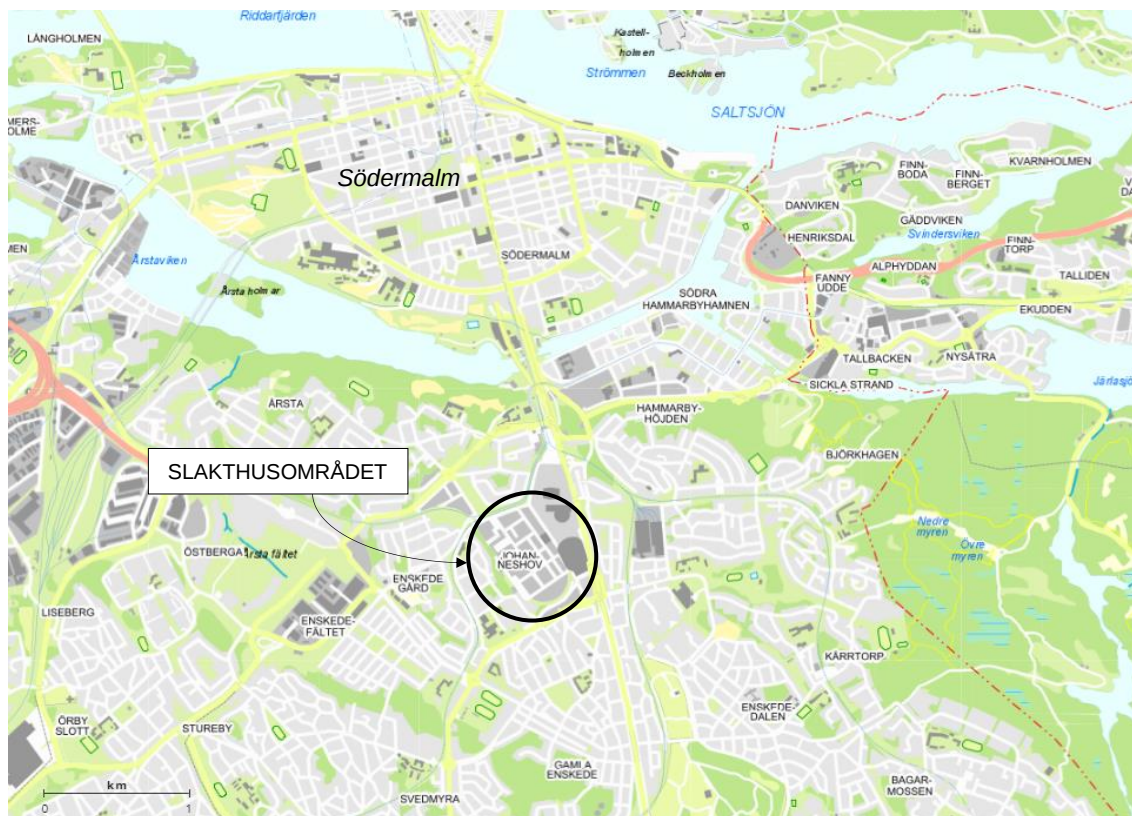 Riddarfjärden
LÅNGHOLMEN
Kastell-
holmen
Strömmen
Beckholmen
SALTSJÖN
MERS-
HOLME
Södermalm
FINN-
BODA
KVARNHOLMEN
FINN-
BERGET
DANVIKEN
GÄDDVIKEN
Svindersviken
HENRIKSDAL
FINN-
TORP
Årstaviken
SÖDERMALM
ALPHYDDAN
TALLIDEN
FANNY
UDDE
Årsta holmar
SÖDRA
HAMMARBYHAMNEN
EKUDDEN
TALLBACKEN
NYSÄTRA
SICKLA STRAND
Järlasjö
ÅRSTA
HAMMARBY-
HÖJDEN
BJÖRKHAGEN
SLAKTHUSOMRÅDET
Nedre
myren
Övre
myren
ÖSTBERGA
Årsta fältet
JOHAN-
NESHOV
ENSKEDE
GÅRD
LISEBERG
ENSKEDE-
FÄLTET
KÄRRTORP
ÖRBY
SLOTT
STUREBY
ENSKEDE-
DALEN
GAMLA
ENSKEDE
BAGAR-
MOSSEN
SVEDMYRA
km
0 1